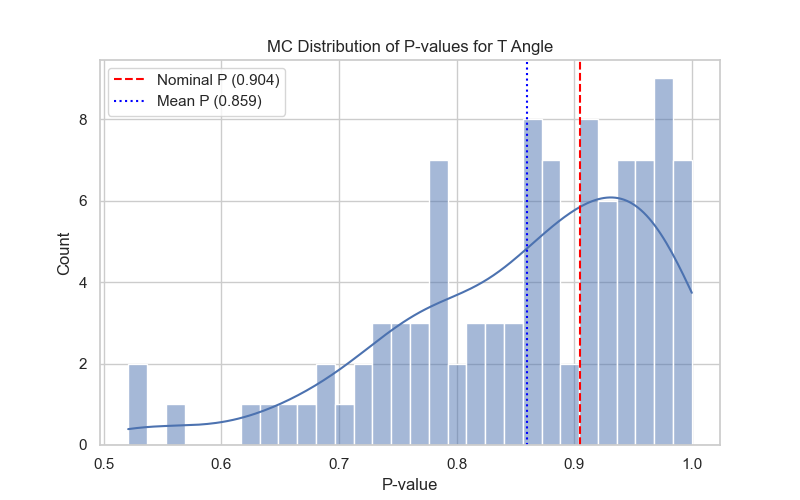 MC Distribution of P-values for T Angle
Nominal P (0.904)
Mean P (0.859)
Count
8
6
4
2
0
0.5 0.6 0.7 0.8 0.9 1.0
P-value